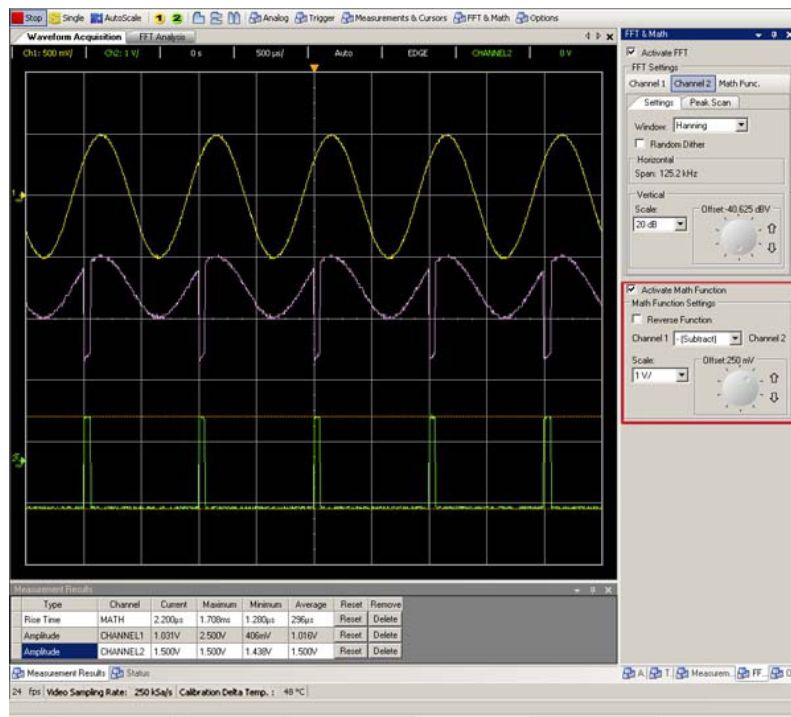 Stop Single AutoScale 1 2 Analog Trigger Measurements & Cursors FFT & Math Options
Waveform Acquisition FFT Analysis
Ch1: 500 mV/ Ch2: 1 V/ 0 s 500 µs/ Auto EDGE CHANNEL2 0 V
FFT & Math
Activate FFT
FFT Settings
Channel 1 Channel 2 Math Func.
Settings Peak Scan
Window: Hanning
Random Dither
Horizontal
Span: 125.2 kHz
Vertical
Scale: Offset:-40.625 dBV
20 dB
Activate Math Function
Math Function Settings
Reverse Function
Channel 1 - (Subtract) Channel 2
Scale: Offset:250 mV
1 V/
Measurement Results
Type Channel Current Maximum Minimum Average Reset Remove
Rise Time MATH 2.200µs 1.708ms 1.280µs 296µs Reset Delete
Amplitude CHANNEL1 1.031V 2.500V 406mV 1.016V Reset Delete
Amplitude CHANNEL2 1.500V 1.500V 1.438V 1.500V Reset Delete
Measurement Results Status
A T. Measurem.. FF.. O
24 fps Video Sampling Rate: 250 kSa/s Calibration Delta Temp. : 48 °C